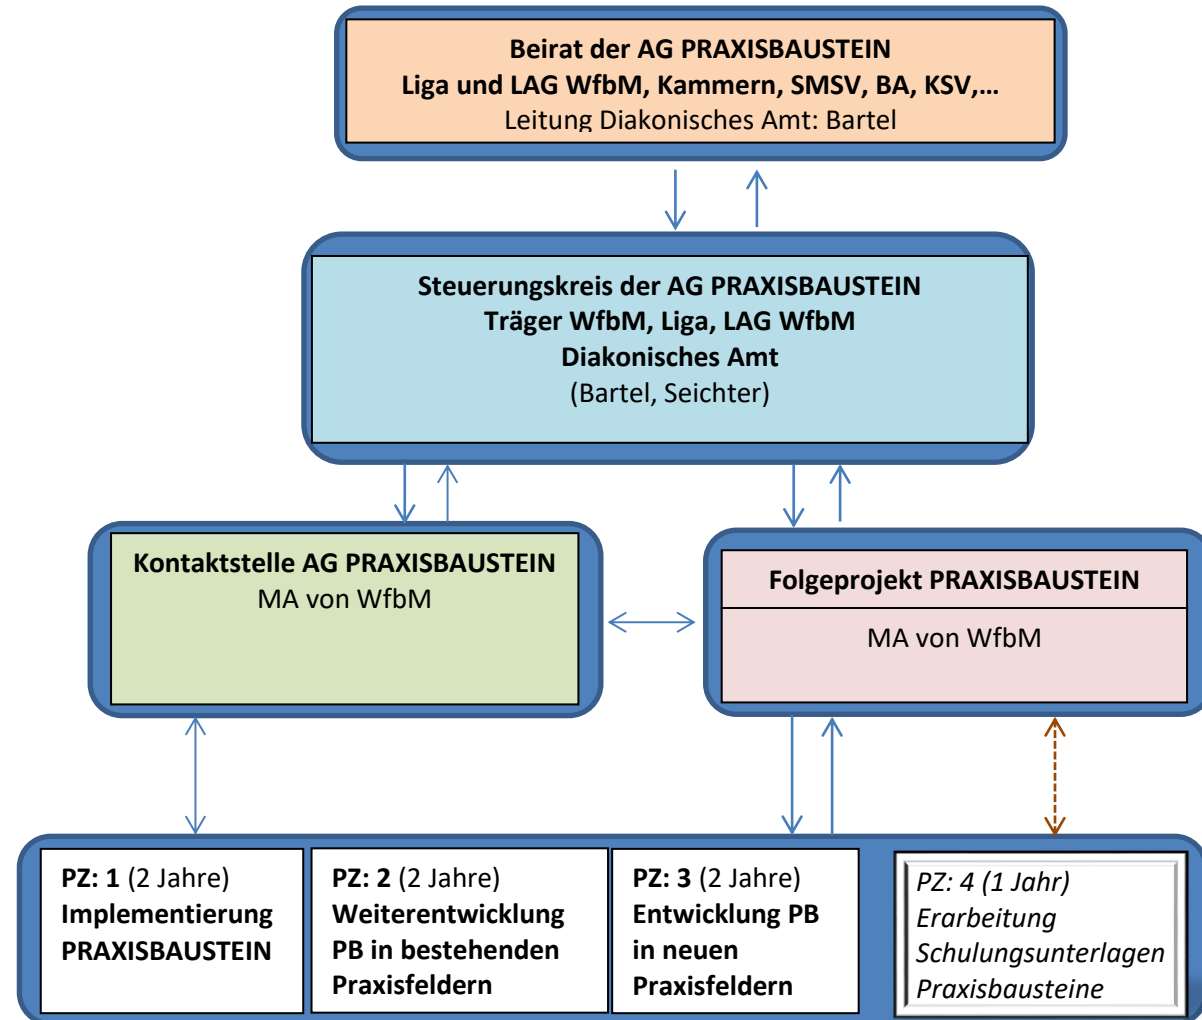 Beirat der AG PRAXISBAUSTEIN
Liga und LAG WfbM, Kammern, SMSV, BA, KSV,...
Leitung Diakonisches Amt: Bartel
Steuerungskreis der AG PRAXISBAUSTEIN
Träger WfbM, Liga, LAG WfbM
Diakonisches Amt
(Bartel, Seichter)
Kontaktstelle AG PRAXISBAUSTEIN
MA von WfbM
Folgeprojekt PRAXISBAUSTEIN
MA von WfbM
PZ: 1 (2 Jahre)
Implementierung
PRAXISBAUSTEIN
PZ: 2 (2 Jahre)
Weiterentwicklung
PB in bestehenden
Praxisfeldern
PZ: 3 (2 Jahre)
Entwicklung PB
in neuen
Praxisfeldern
PZ: 4 (1 Jahr)
Erarbeitung
Schulungsunterlagen
Praxisbausteine